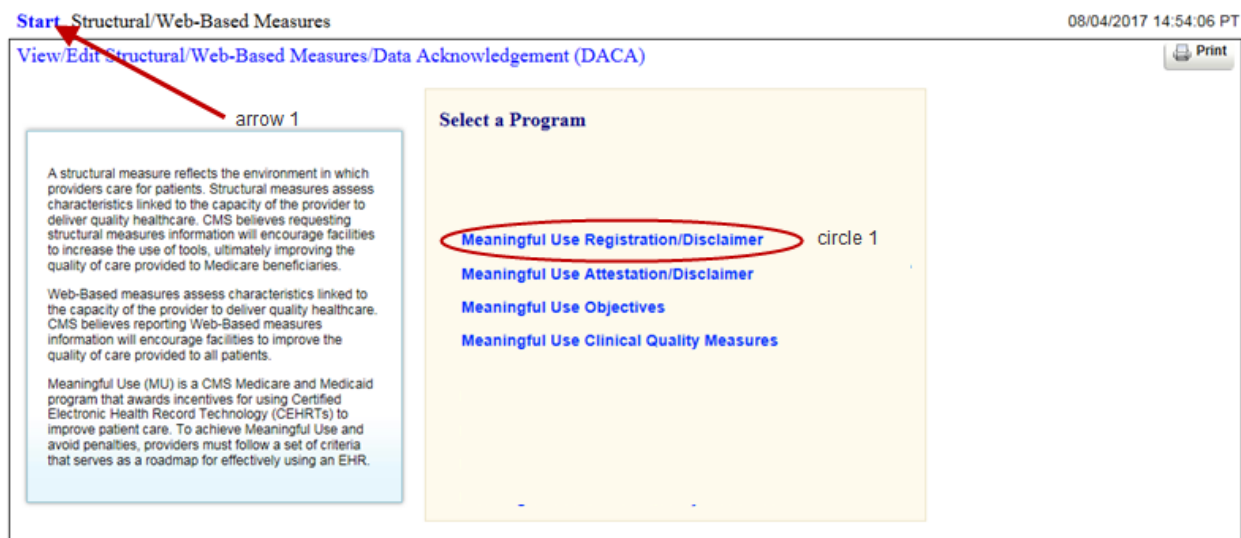 Start Structural/Web-Based Measures
08/04/2017 14:54:06 PT
View/Edit Structural/Web-Based Measures/Data Acknowledgement (DACA)
Print
arrow 1
A structural measure reflects the environment in which
providers care for patients. Structural measures assess
characteristics linked to the capacity of the provider to
deliver quality healthcare. CMS believes requesting
structural measures information will encourage facilities
to increase the use of tools, ultimately improving the
quality of care provided to Medicare beneficiaries.
Web-Based measures assess characteristics linked to
the capacity of the provider to deliver quality healthcare.
CMS believes reporting Web-Based measures
information will encourage facilities to improve the
quality of care provided to all patients.
Meaningful Use (MU) is a CMS Medicare and Medicaid
program that awards incentives for using Certified
Electronic Health Record Technology (CEHRTs) to
improve patient care. To achieve Meaningful Use and
avoid penalties, providers must follow a set of criteria
that serves as a roadmap for effectively using an EHR.
Select a Program
Meaningful Use Registration/Disclaimer
circle 1
Meaningful Use Attestation/Disclaimer
Meaningful Use Objectives
Meaningful Use Clinical Quality Measures